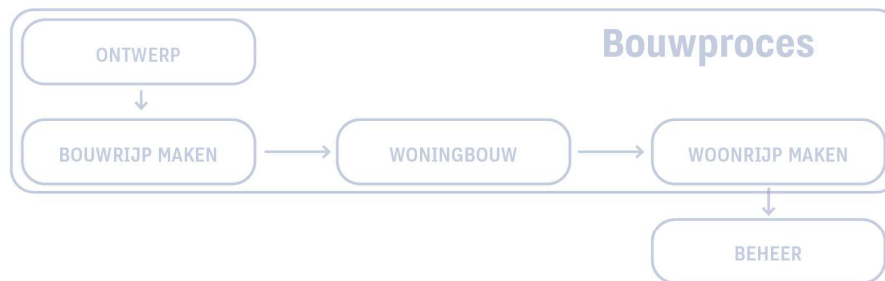 Bouwproces
ONTWERP
BOUWRIJP MAKEN
WONINGBOUW
WOONRIJP MAKEN
BEHEER